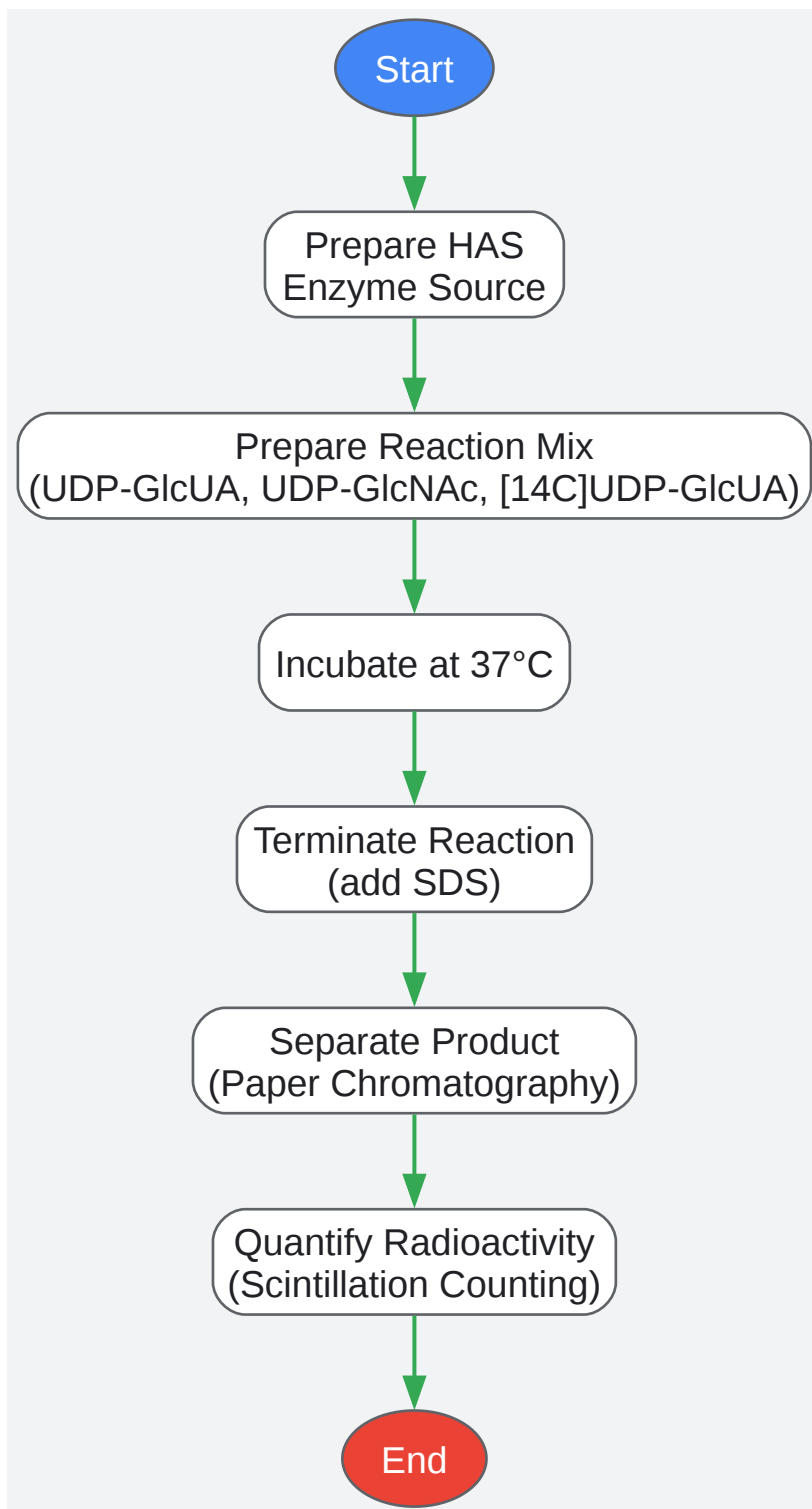 Start
Prepare HAS
Enzyme Source
Prepare Reaction Mix
(UDP-GlcUA, UDP-GlcNAc, [14C]UDP-GlcUA)
Incubate at 37°C
Terminate Reaction
(add SDS)
Separate Product
(Paper Chromatography)
Quantify Radioactivity
(Scintillation Counting)
End